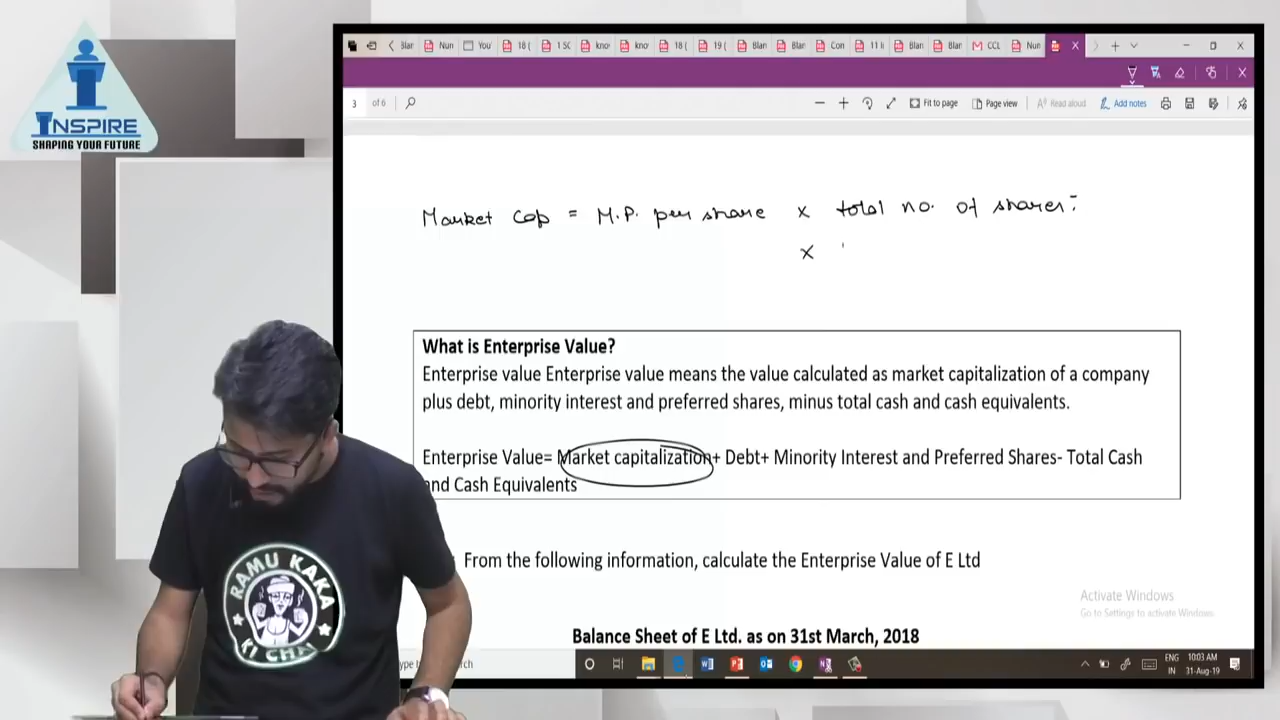 INSPIRE
SHAPING YOUR FUTURE
3 of 6
Fit to page
Page view
Read aloud
Add notes
Market Cap = M.P. per share x total no. of shares
x
What is Enterprise Value?
Enterprise value Enterprise value means the value calculated as market capitalization of a company
plus debt, minority interest and preferred shares, minus total cash and cash equivalents.
Enterprise Value= Market capitalization+ Debt+ Minority Interest and Preferred Shares- Total Cash
and Cash Equivalents
From the following information, calculate the Enterprise Value of E Ltd
Activate Windows
Go to Settings to activate Windows.
Balance Sheet of E Ltd. as on 31st March, 2018
ENG
IN
10:03 AM
31-Aug-19
RAMU KAKA
KI CHAI